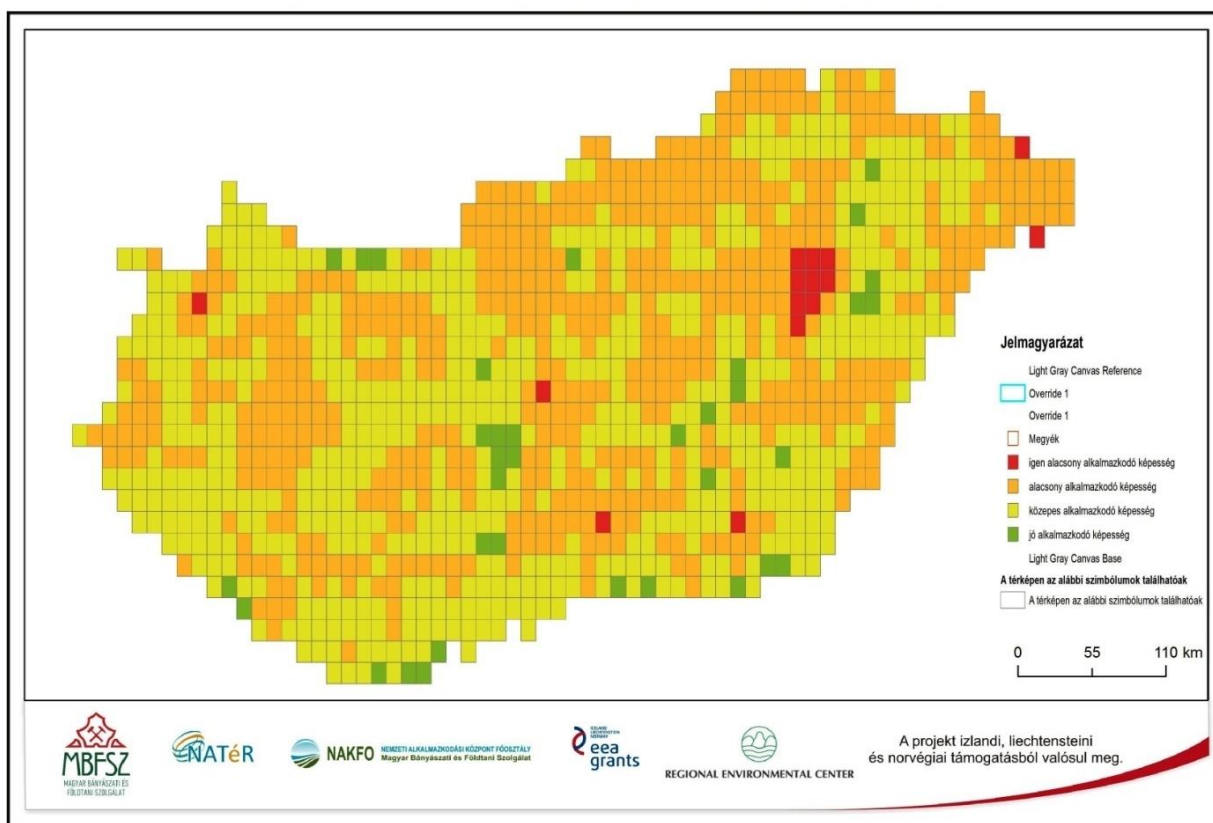 Jelmagyarázat
Light Gray Canvas Reference
Override 1
Override 1
Megyék
igen alacsony alkalmazkodó képesség
alacsony alkalmazkodó képesség
közepes alkalmazkodó képesség
jó alkalmazkodó képesség
Light Gray Canvas Base
A térképen az alábbi szimbólumok találhatóak
A térképen az alábbi szimbólumok találhatóak
0 55 110 km
MBFSZ
MAGYAR BÁNYÁSZATI ÉS
FÖLDTANI SZOLGÁLAT
NATéR
NAKFO
NEMZETI ALKALMAZKODÁSI KÖZPONT FŐOSZTÁLY
Magyar Bányászati és Földtani Szolgálat
ICELAND
LIECHTENSTEIN
NORWAY
eea
grants
REGIONAL ENVIRONMENTAL CENTER
A projekt izlandi, liechtensteini
és norvégiai támogatásból valósul meg.